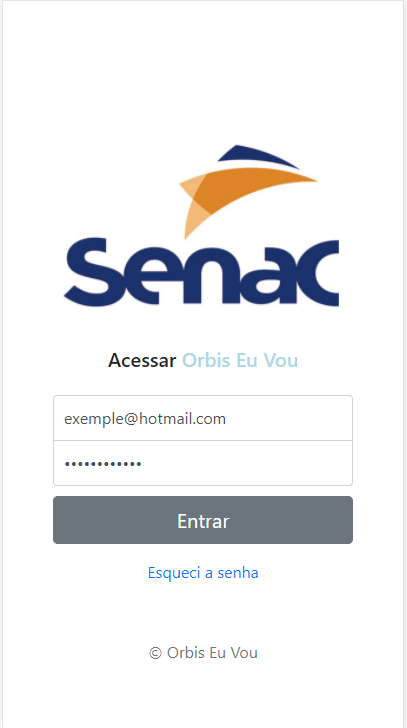 Senac
Acessar Orbis Eu Vou
exemple@hotmail.com
••••••••••••
Entrar
Esqueci a senha
© Orbis Eu Vou